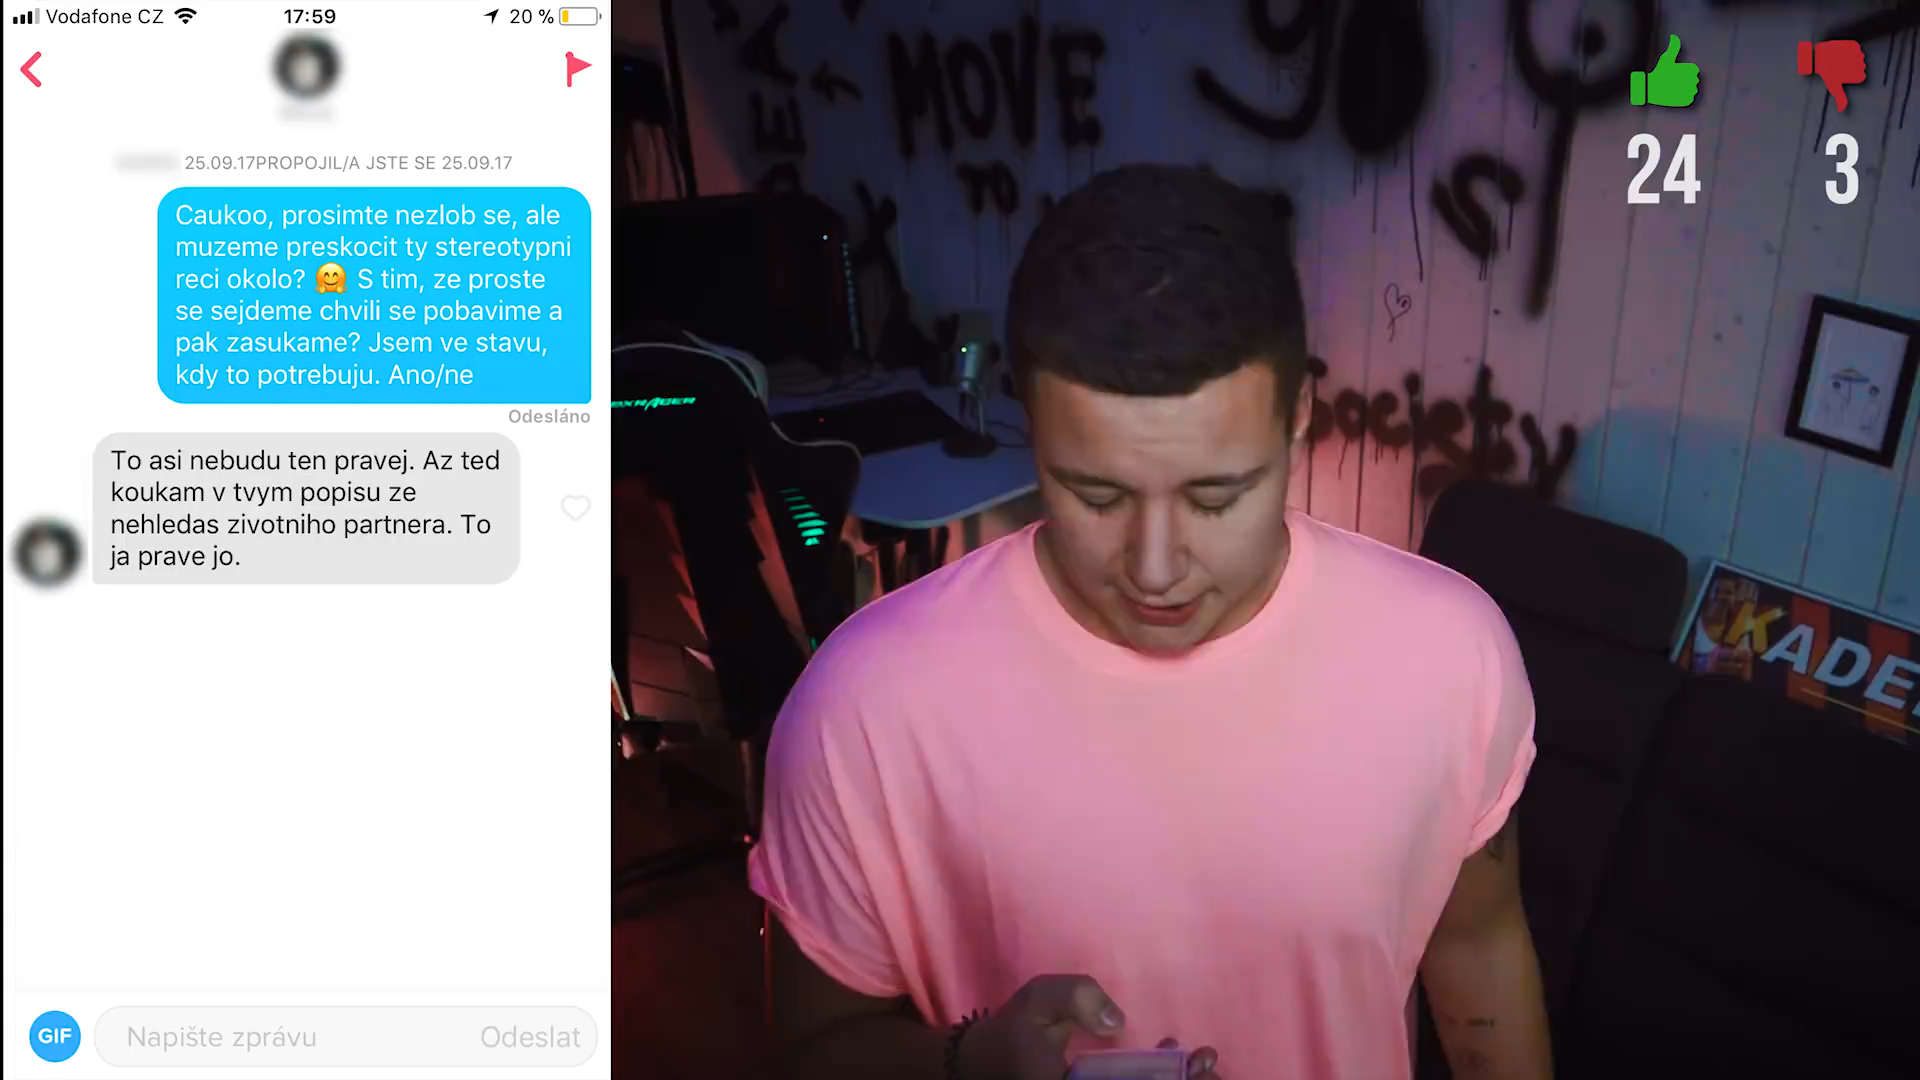 Vodafone CZ
17:59
20 %
25.09.17PROPOJIL/A JSTE SE 25.09.17
Caukoo, prosimte nezlob se, ale
muzeme preskocit ty stereotypni
reci okolo? 🤗 S tim, ze proste
se sejdeme chvili se pobavime a
pak zasukame? Jsem ve stavu,
kdy to potrebuju. Ano/ne
Odesláno
To asi nebudu ten pravej. Az ted
koukam v tvym popisu ze
nehledas zivotniho partnera. To
ja prave jo.
GIF
Napište zprávu
Odeslat
24
3
MOVE
TO
society
DXRACER
KADE